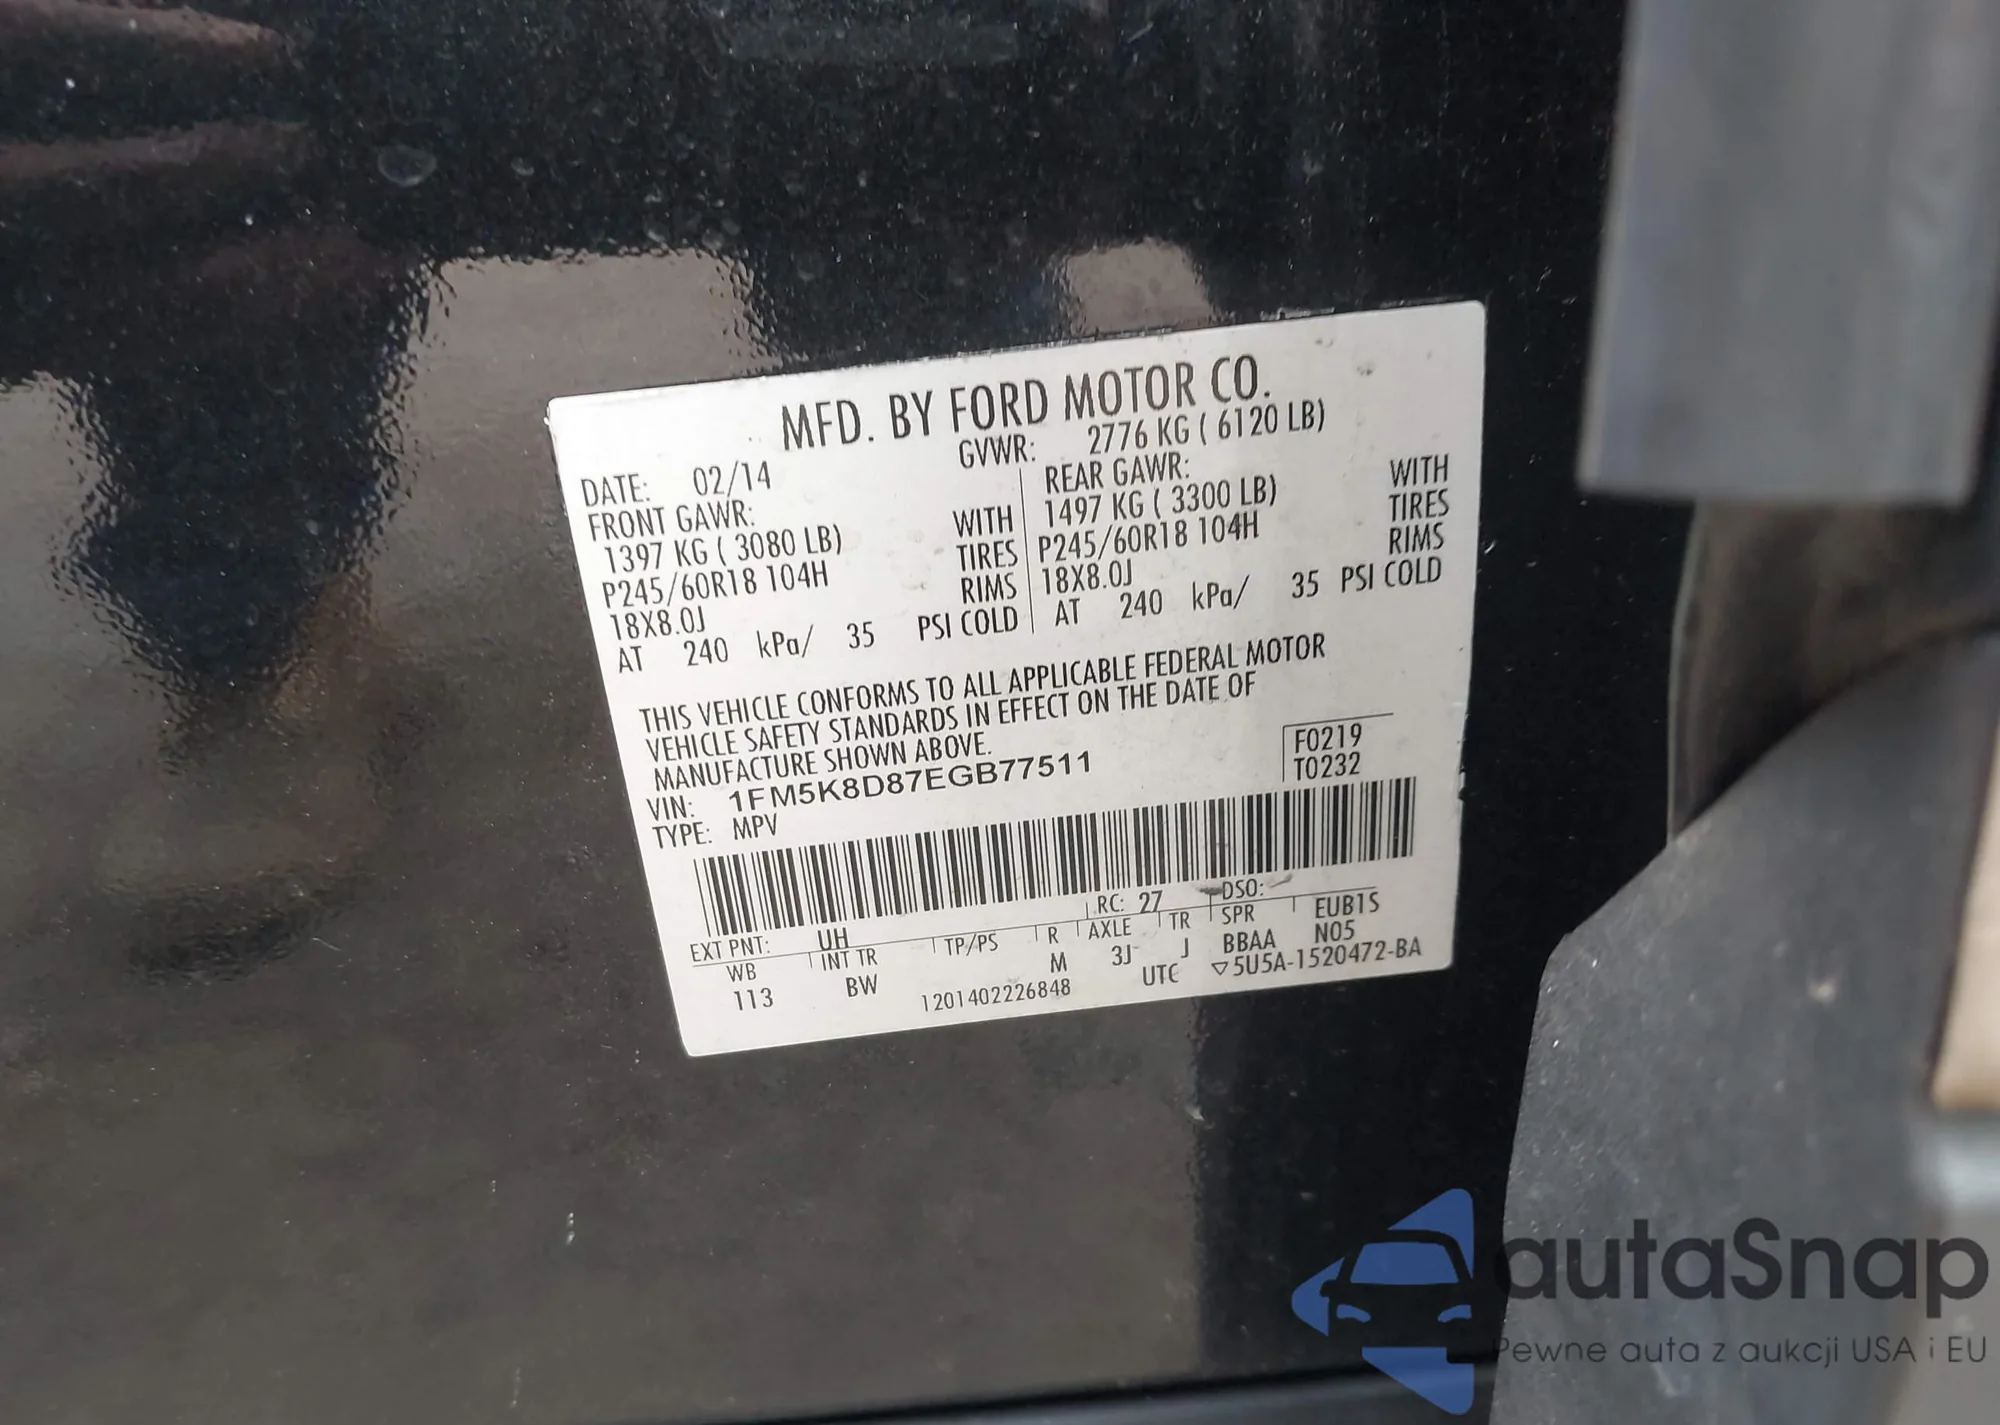 MFD. BY FORD MOTOR CO.
DATE: 02/14 GVWR: 2776 KG ( 6120 LB)
FRONT GAWR: REAR GAWR:
1397 KG ( 3080 LB) WITH 1497 KG ( 3300 LB) WITH
P245/60R18 104H TIRES P245/60R18 104H TIRES
18X8.0J RIMS 18X8.0J RIMS
AT 240 kPa/ 35 PSI COLD AT 240 kPa/ 35 PSI COLD
THIS VEHICLE CONFORMS TO ALL APPLICABLE FEDERAL MOTOR
VEHICLE SAFETY STANDARDS IN EFFECT ON THE DATE OF
MANUFACTURE SHOWN ABOVE.
VIN: 1FM5K8D87EGB77511 F0219
TYPE: MPV T0232
EXT PNT: UH RC: 27 DSO:
WB INT TR TP/PS R AXLE TR SPR EUB1S
113 BW M 3J J BBAA N05
1201402226848 UTC ▽5U5A-1520472-BA
autaSnap
Pewne auta z aukcji USA i EU